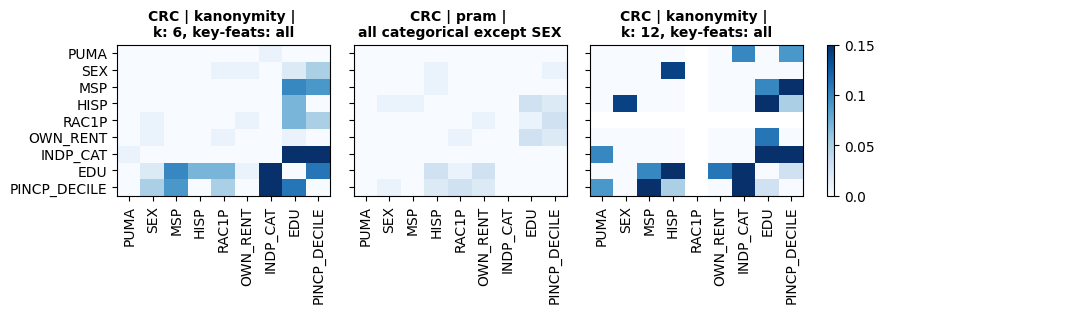 CRC | kanonymity |
k: 6, key-feats: all
CRC | pram |
all categorical except SEX
CRC | kanonymity |
k: 12, key-feats: all
PUMA
SEX
MSP
HISP
RAC1P
OWN_RENT
INDP_CAT
EDU
PINCP_DECILE
PUMA
SEX
MSP
HISP
RAC1P
OWN_RENT
INDP_CAT
EDU
PINCP_DECILE
PUMA
SEX
MSP
HISP
RAC1P
OWN_RENT
INDP_CAT
EDU
PINCP_DECILE
PUMA
SEX
MSP
HISP
RAC1P
OWN_RENT
INDP_CAT
EDU
PINCP_DECILE
0.15
0.1
0.05
0.0